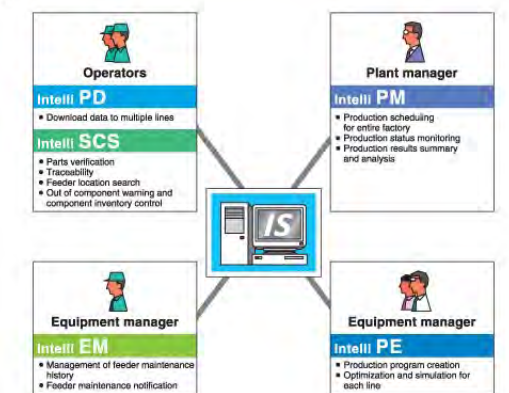 Operators
Intelli PD
• Download data to multiple lines
Intelli SCS
• Parts verification
• Traceability
• Feeder location search
• Out of component warning and
component inventory control
Plant manager
Intelli PM
• Production scheduling
for entire factory
• Production status monitoring
• Production results summary
and analysis
IS
Equipment manager
Intelli EM
• Management of feeder maintenance
history
• Feeder maintenance notification
Equipment manager
Intelli PE
• Production program creation
• Optimization and simulation for
each line